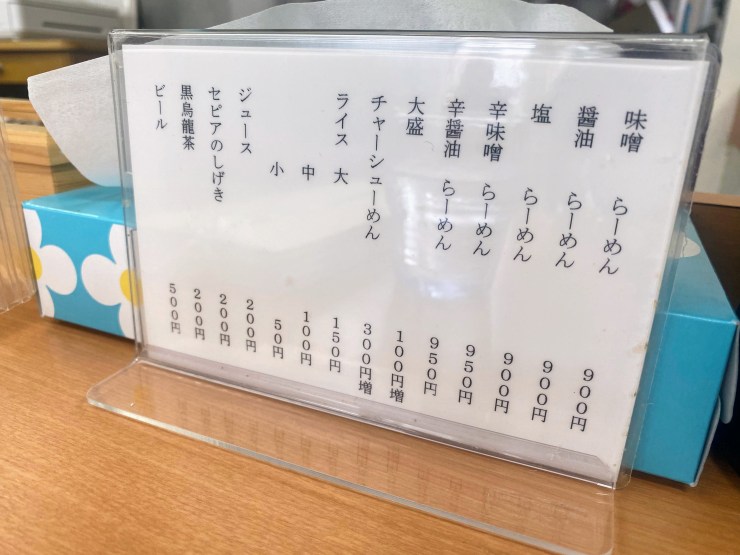 味噌 らーめん 900円
醤油 らーめん 900円
塩 らーめん 900円
辛味噌 らーめん 950円
辛醤油 らーめん 950円
大盛 100円増
チャーシューめん 300円増
ライス 大 150円
中 100円
小 50円
ジュース 200円
セピアのしげき 200円
黒烏龍茶 200円
ビール 500円